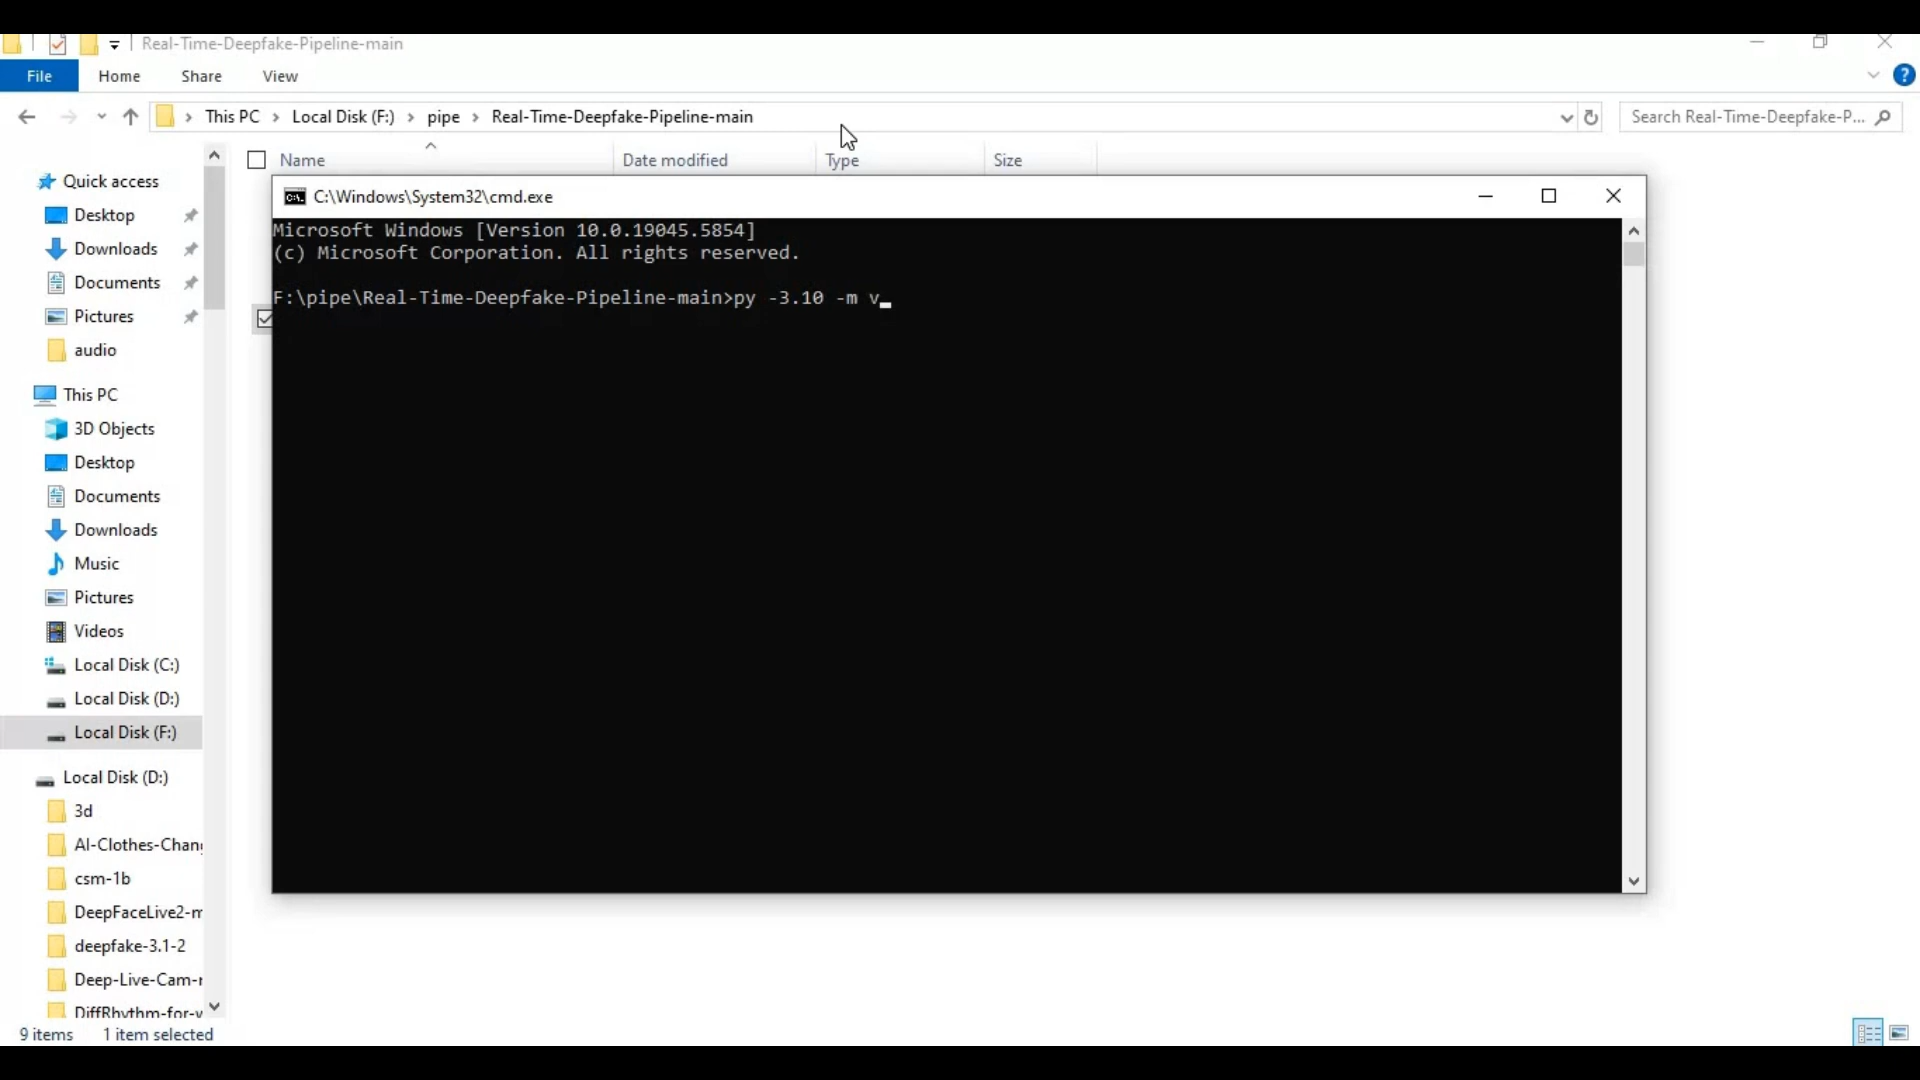 Real-Time-Deepfake-Pipeline-main
File Home Share View
This PC > Local Disk (F:) > pipe > Real-Time-Deepfake-Pipeline-main
Search Real-Time-Deepfake-P...
Name Date modified Type Size
Quick access
Desktop
Downloads
Documents
Pictures
audio
This PC
3D Objects
Desktop
Documents
Downloads
Music
Pictures
Videos
Local Disk (C:)
Local Disk (D:)
Local Disk (F:)
Local Disk (D:)
3d
AI-Clothes-Chang
csm-1b
DeepFaceLive2-m
deepfake-3.1-2
Deep-Live-Cam-r
DiffRhythm-for-w
9 items 1 item selected
C:\Windows\System32\cmd.exe
Microsoft Windows [Version 10.0.19045.5854]
(c) Microsoft Corporation. All rights reserved.
F:\pipe\Real-Time-Deepfake-Pipeline-main>py -3.10 -m v_